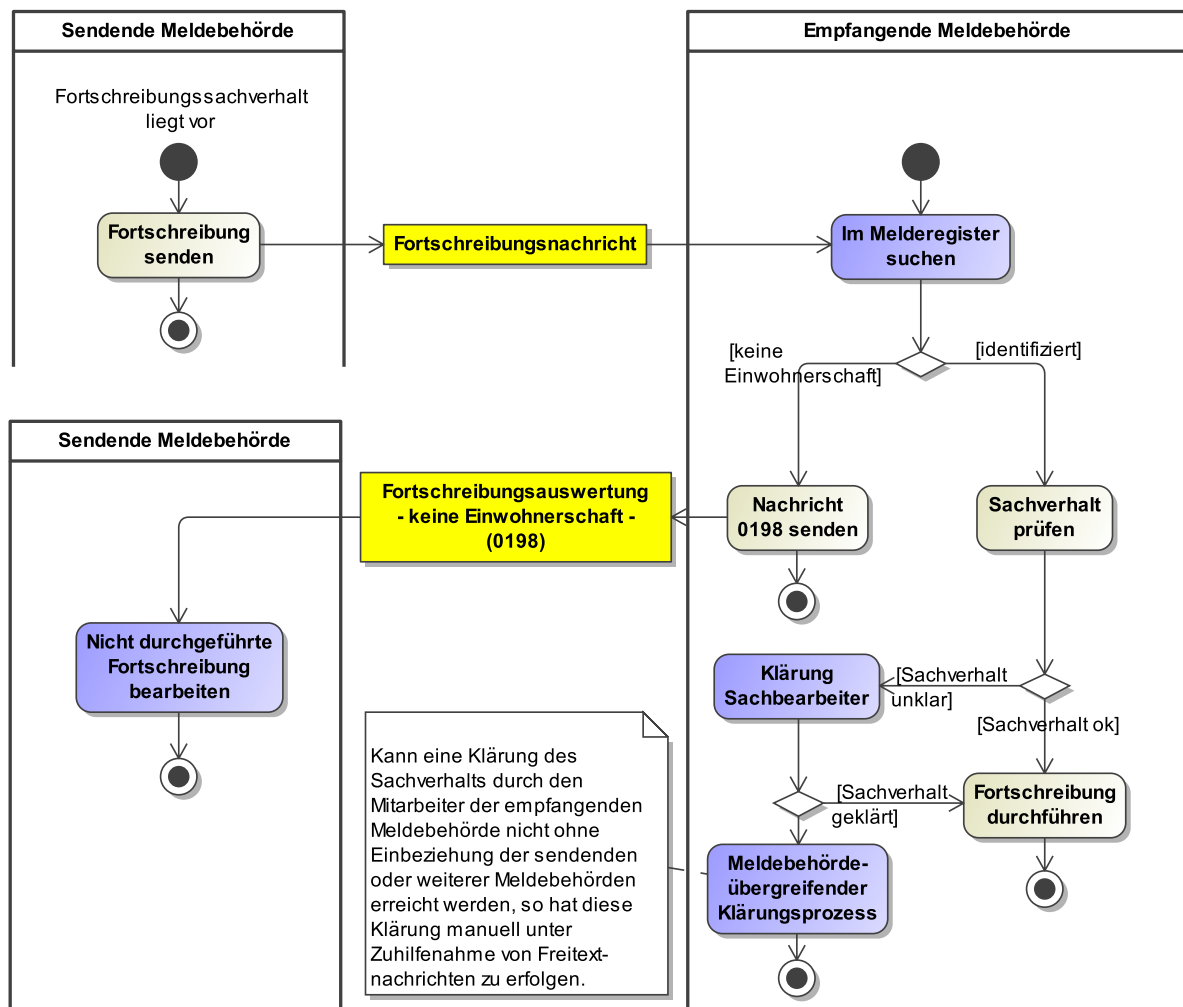 Sendende Meldebehörde
Empfangende Meldebehörde
Fortschreibungssachverhalt
liegt vor
Fortschreibung
senden
Fortschreibungsnachricht
Im Melderegister
suchen
[keine
Einwohnerschaft]
[identifiziert]
Sendende Meldebehörde
Fortschreibungsauswertung
- keine Einwohnerschaft -
(0198)
Nachricht
0198 senden
Sachverhalt
prüfen
Nicht durchgeführte
Fortschreibung
bearbeiten
Klärung
Sachbearbeiter
[Sachverhalt
unklar]
[Sachverhalt ok]
Kann eine Klärung des
Sachverhalts durch den
Mitarbeiter der empfangenden
Meldebehörde nicht ohne
Einbeziehung der sendenden
oder weiterer Meldebehörden
erreicht werden, so hat diese
Klärung manuell unter
Zuhilfenahme von Freitext-
nachrichten zu erfolgen.
[Sachverhalt
geklärt]
Fortschreibung
durchführen
Meldebehörde-
übergreifender
Klärungsprozess